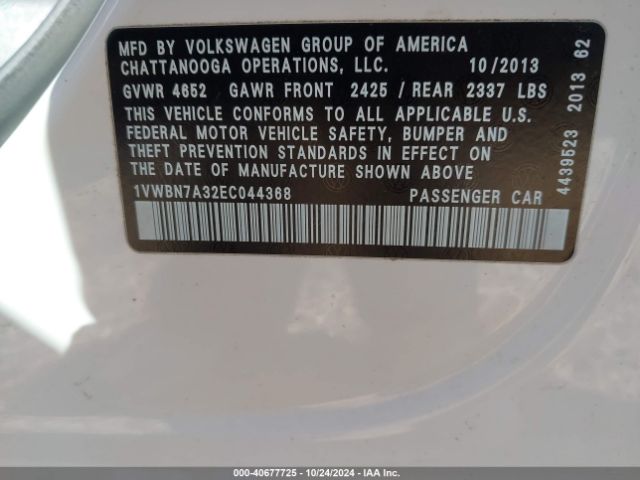 MFD BY VOLKSWAGEN GROUP OF AMERICA
CHATTANOOGA OPERATIONS, LLC. 10/2013
GVWR 4652 GAWR FRONT 2425 / REAR 2337 LBS
THIS VEHICLE CONFORMS TO ALL APPLICABLE U.S.
FEDERAL MOTOR VEHICLE SAFETY, BUMPER AND
THEFT PREVENTION STANDARDS IN EFFECT ON
THE DATE OF MANUFACTURE SHOWN ABOVE
1VWBN7A32EC044368 PASSENGER CAR
4439523 2013 62
000-40677725 - 10/24/2024 - IAA Inc.